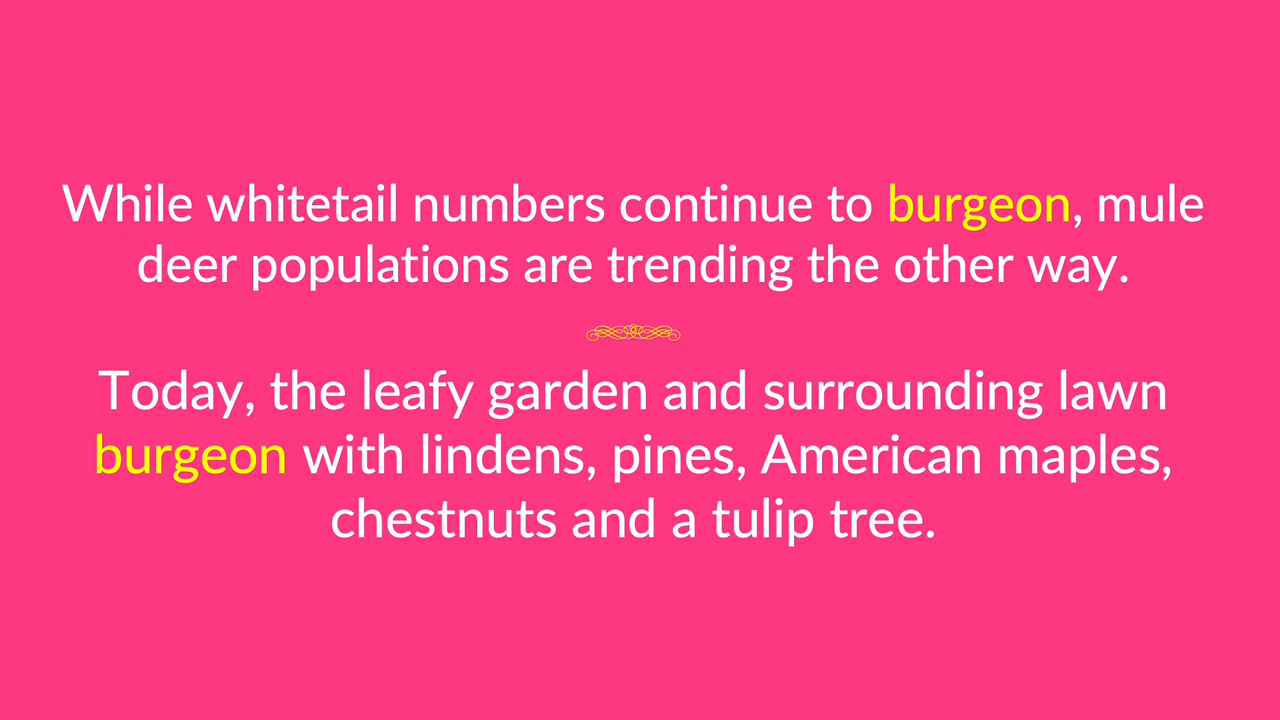 While whitetail numbers continue to burgeon, mule
deer populations are trending the other way.
Today, the leafy garden and surrounding lawn
burgeon with lindens, pines, American maples,
chestnuts and a tulip tree.